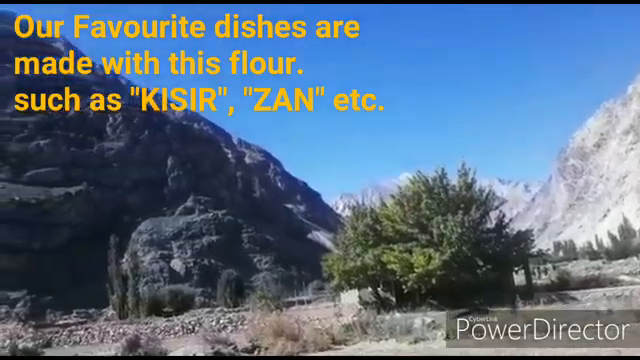 Our Favourite dishes are
made with this flour.
such as "KISIR", "ZAN" etc.
CyberLink
PowerDirector